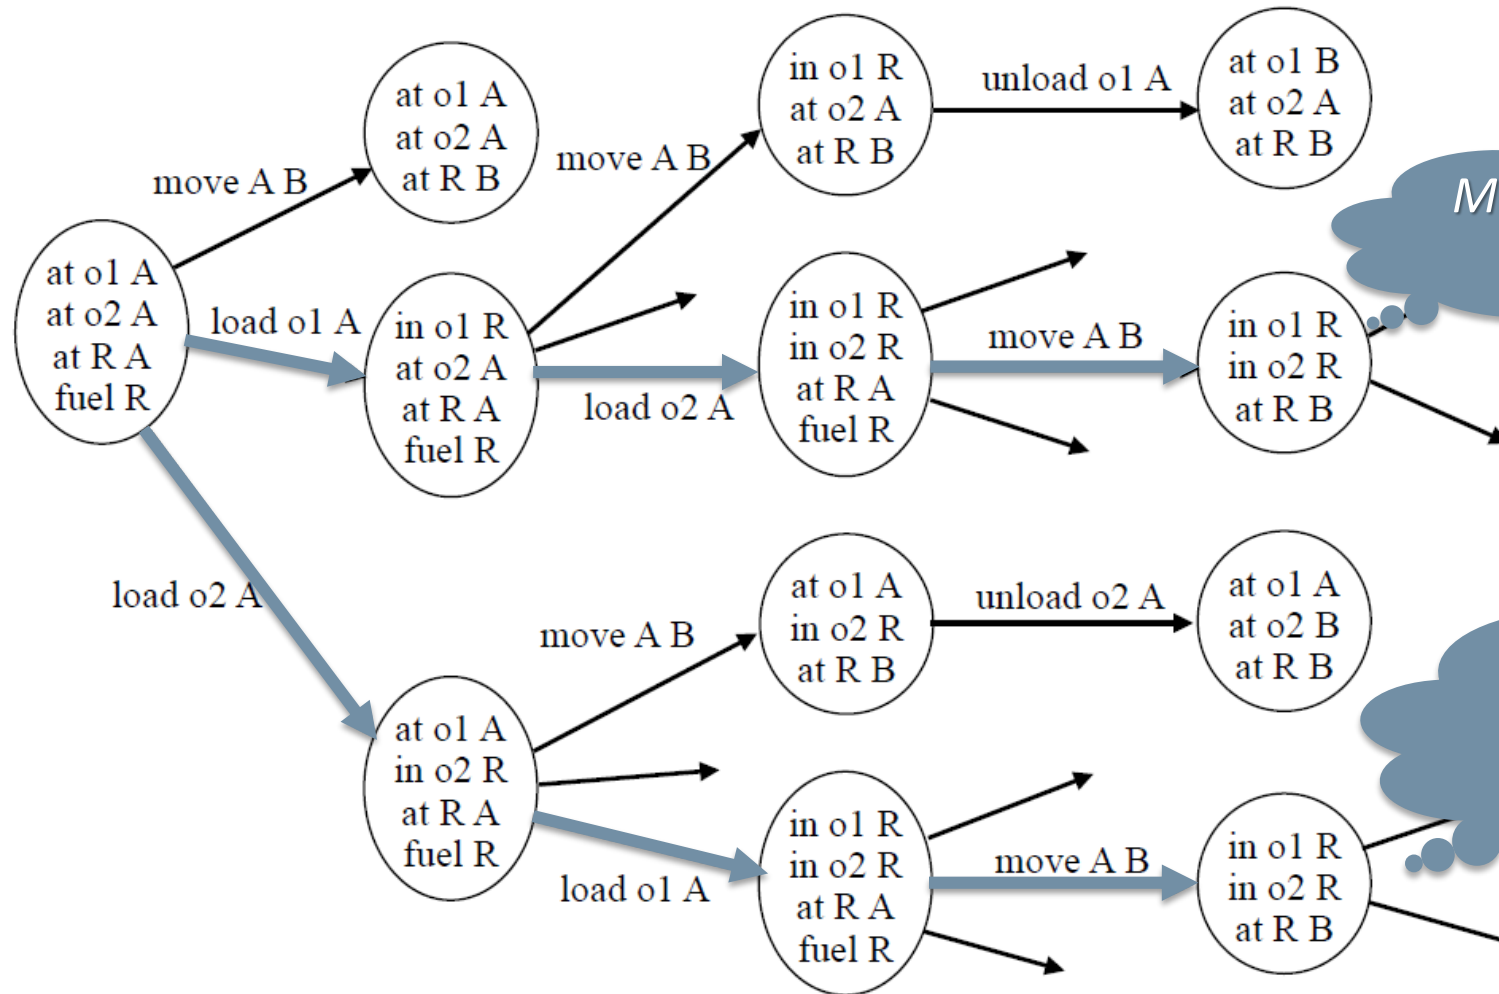 at o1 A
at o2 A
at R A
fuel R
move A B
load o1 A
load o2 A
at o1 A
at o2 A
at R B
in o1 R
at o2 A
at R A
fuel R
at o1 A
in o2 R
at R A
fuel R
move A B
load o2 A
move A B
load o1 A
in o1 R
at o2 A
at R B
in o1 R
in o2 R
at R A
fuel R
at o1 A
in o2 R
at R B
in o1 R
in o2 R
at R A
fuel R
unload o1 A
move A B
unload o2 A
move A B
at o1 B
at o2 A
at R B
in o1 R
in o2 R
at R B
at o1 A
at o2 B
at R B
in o1 R
in o2 R
at R B
M